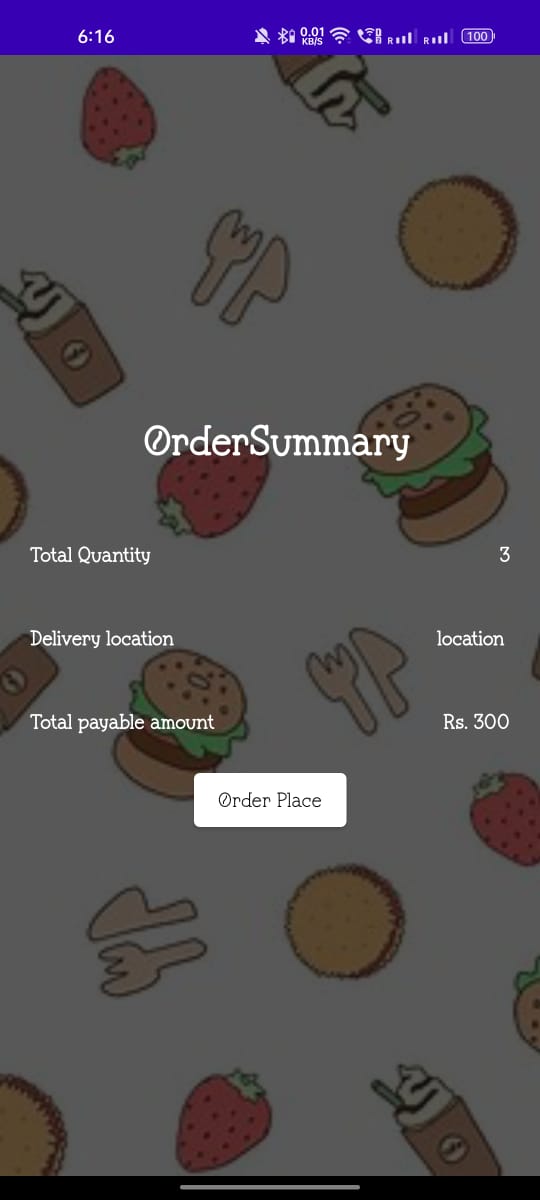 6:16
0.01
KB/S
R
R
100
OrderSummary
Total Quantity 3
Delivery location location
Total payable amount Rs. 300
Order Place